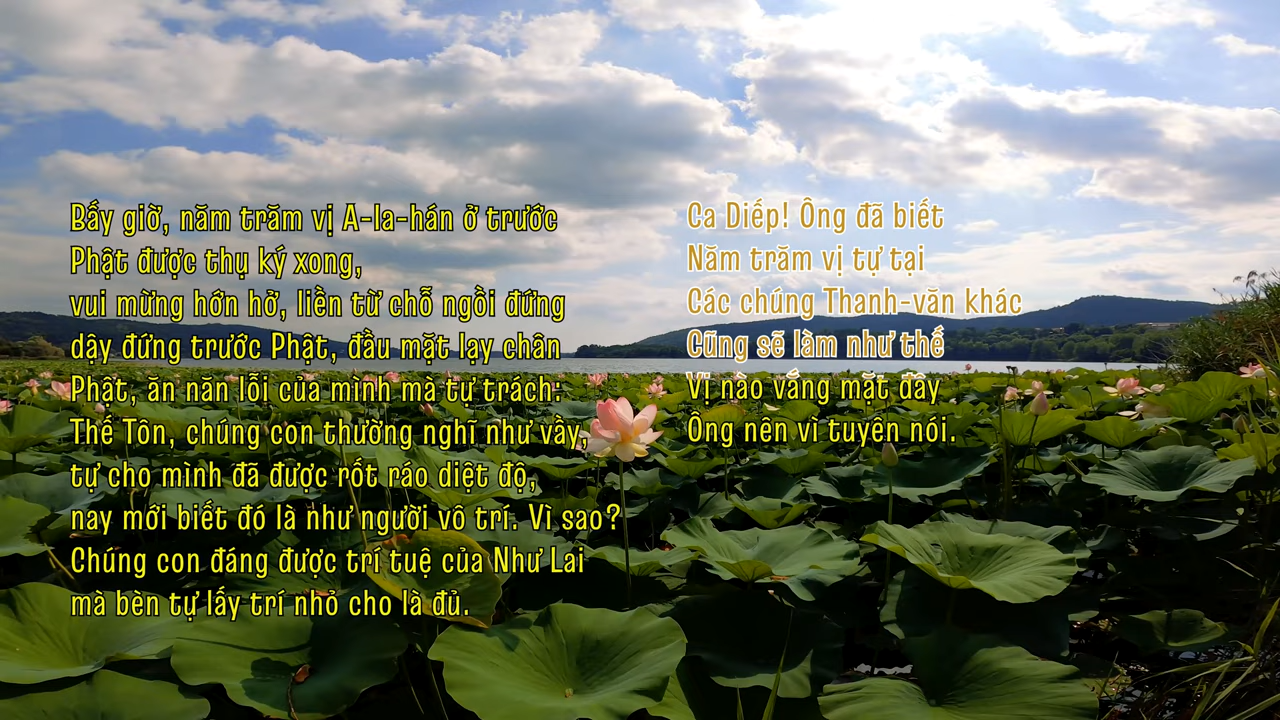 Bấy giờ, năm trăm vị A-la-hán ở trước
Phật được thụ ký xong,
vui mừng hớn hở, liền từ chỗ ngồi đứng
dậy đứng trước Phật, đầu mặt lạy chân
Phật, ăn năn lỗi của mình mà tự trách:
Thế Tôn, chúng con thường nghĩ như vầy,
tự cho mình đã được rốt ráo diệt độ,
nay mới biết đó là như người vô trí. Vì sao?
Chúng con đáng được trí tuệ của Như Lai
mà bèn tự lấy trí nhỏ cho là đủ.
Ca Diếp! Ông đã biết
Năm trăm vị tự tại
Các chúng Thanh-văn khác
Cũng sẽ làm như thế
Vị nào vắng mặt đây
Ông nên vì tuyên nói.